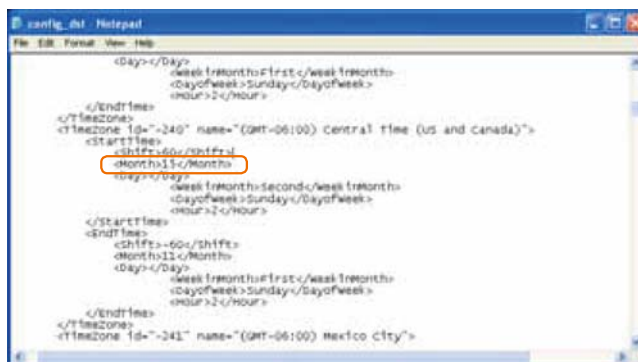 config_dst - Notepad
File Edit Format View Help
<Day></Day>
<WeekInMonth>First</WeekInMonth>
<DayofWeek>Sunday</DayofWeek>
<Hour>2</Hour>
</EndTime>
</TimeZone>
<TimeZone id="-240" name="(GMT-06:00) Central Time (US and Canada)">
<StartTime>
<Shift>60</Shift>
<Month>15</Month>
<Day></Day>
<WeekInMonth>Second</WeekInMonth>
<DayofWeek>Sunday</DayofWeek>
<Hour>2</Hour>
</StartTime>
<EndTime>
<Shift>-60</Shift>
<Month>11</Month>
<Day></Day>
<WeekInMonth>First</WeekInMonth>
<DayofWeek>Sunday</DayofWeek>
<Hour>2</Hour>
</EndTime>
</TimeZone>
<TimeZone id="-241" name="(GMT-06:00) Mexico City">